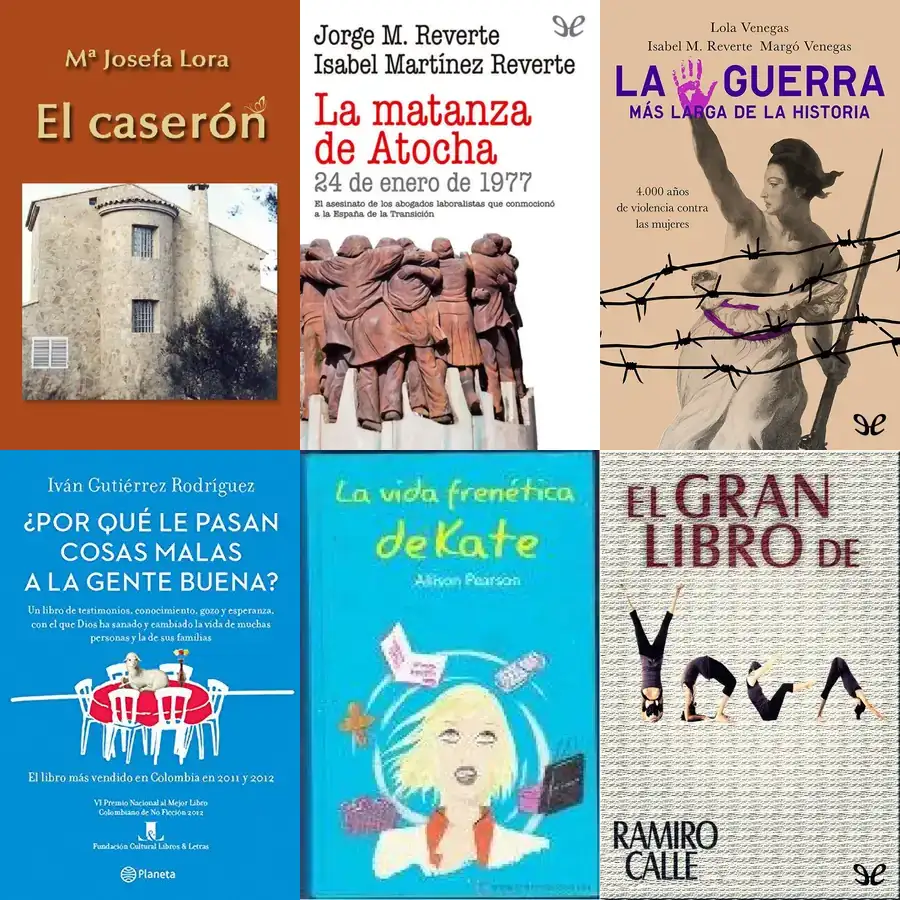 Mª Josefa Lora
El caserón
Jorge M. Reverte
Isabel Martínez Reverte
La matanza
de Atocha
24 de enero de 1977
El asesinato de los abogados laboralistas que conmocionó
a la España de la Transición
Lola Venegas
Isabel M. Reverte Margó Venegas
LA GUERRA
MÁS LARGA DE LA HISTORIA
4.000 años
de violencia contra
las mujeres
Iván Gutiérrez Rodríguez
¿POR QUÉ LE PASAN
COSAS MALAS
A LA GENTE BUENA?
Un libro de testimonios, conocimiento, gozo y esperanza,
con el que Dios ha sanado y cambiado la vida de muchas
personas y la de sus familias
El libro más vendido en Colombia en 2011 y 2012
VI Premio Nacional al Mejor Libro
Colombiano de No Ficción 2012
Fundación Cultural Libros & Letras
Planeta
La vida frenética
de Kate
Allison Pearson
EL GRAN
LIBRO DE
YOGA
RAMIRO
CALLE